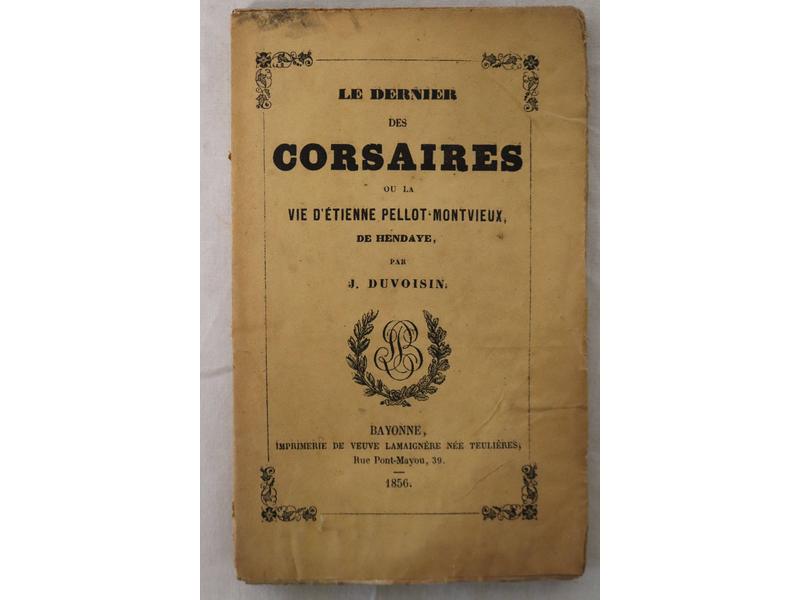 LE DERNIER
DES
CORSAIRES
OU LA
VIE D'ÉTIENNE PELLOT-MONTVIEUX,
DE HENDAYE,
PAR
J. DUVOISIN.
BAYONNE,
IMPRIMERIE DE VEUVE LAMAIGNÈRE NÉE TEULIÈRES,
Rue Pont-Mayou, 39.
1856.